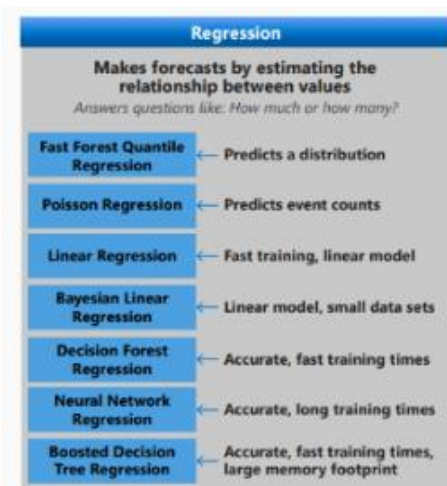 Regression
Makes forecasts by estimating the
relationship between values
Answers questions like: How much or how many?
Fast Forest Quantile
Regression
Predicts a distribution
Poisson Regression
Predicts event counts
Linear Regression
Fast training, linear model
Bayesian Linear
Regression
Linear model, small data sets
Decision Forest
Regression
Accurate, fast training times
Neural Network
Regression
Accurate, long training times
Boosted Decision
Tree Regression
Accurate, fast training times,
large memory footprint